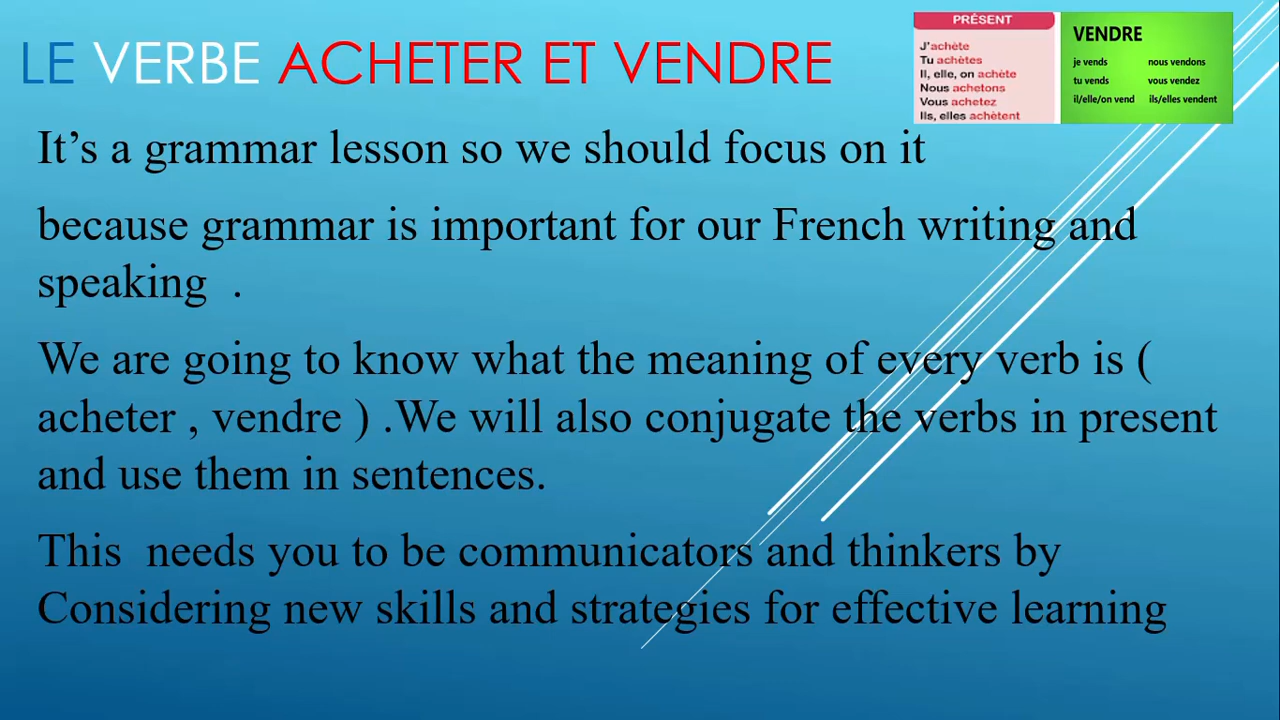 LE VERBE ACHETER ET VENDRE
PRÉSENT
J'achète
Tu achètes
Il, elle, on achète
Nous achetons
Vous achetez
Ils, elles achètent
VENDRE
je vends nous vendons
tu vends vous vendez
il/elle/on vend ils/elles vendent
It's a grammar lesson so we should focus on it
because grammar is important for our French writing and
speaking .
We are going to know what the meaning of every verb is (
acheter , vendre ) .We will also conjugate the verbs in present
and use them in sentences.
This needs you to be communicators and thinkers by
Considering new skills and strategies for effective learning